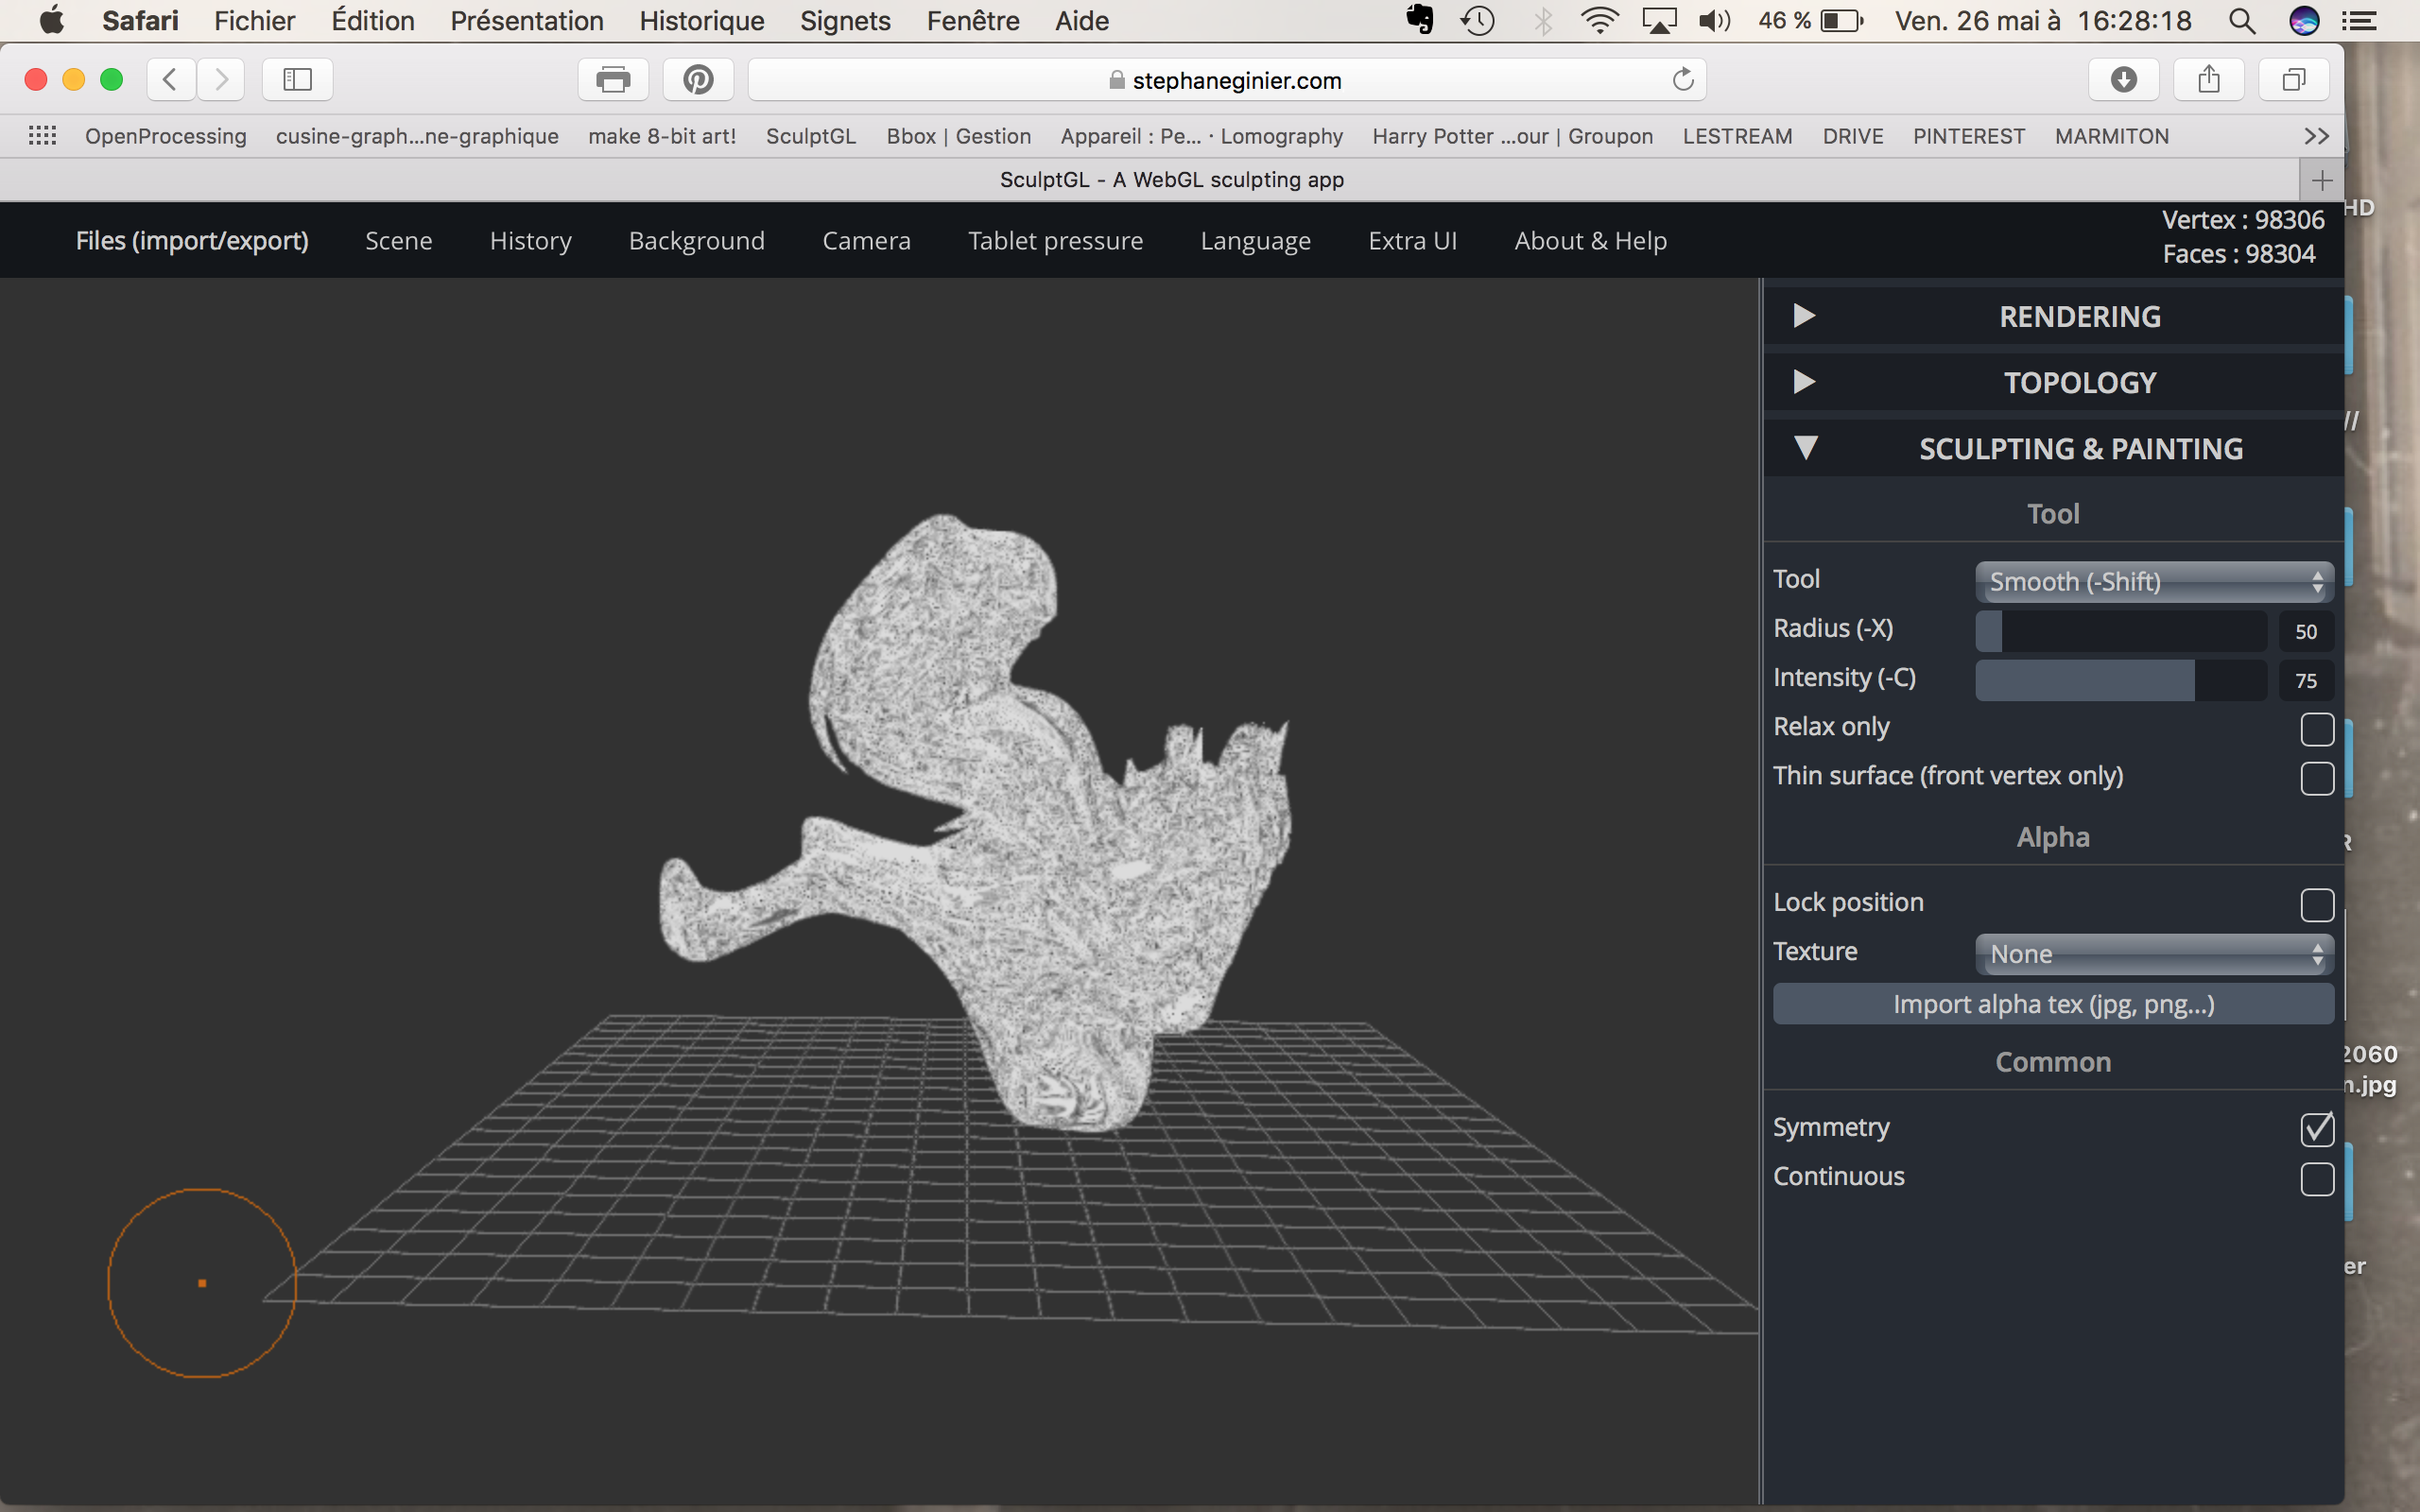 Safari Fichier Édition Présentation Historique Signets Fenêtre Aide 46 % Ven. 26 mai à 16:28:18
stephaneginier.com
OpenProcessing cusine-graph...ne-graphique make 8-bit art! SculptGL Bbox | Gestion Appareil : Pe... · Lomography Harry Potter ...our | Groupon LESTREAM DRIVE PINTEREST MARMITON >>
SculptGL - A WebGL sculpting app
Files (import/export) Scene History Background Camera Tablet pressure Language Extra UI About & Help
Vertex : 98306
Faces : 98304
HD
RENDERING
TOPOLOGY
//
SCULPTING & PAINTING
Tool
Tool Smooth (-Shift)
Radius (-X) 50
Intensity (-C) 75
Relax only
Thin surface (front vertex only)
Alpha
Lock position
Texture None
Import alpha tex (jpg, png...)
Common
2060
n.jpg
Symmetry
Continuous
er